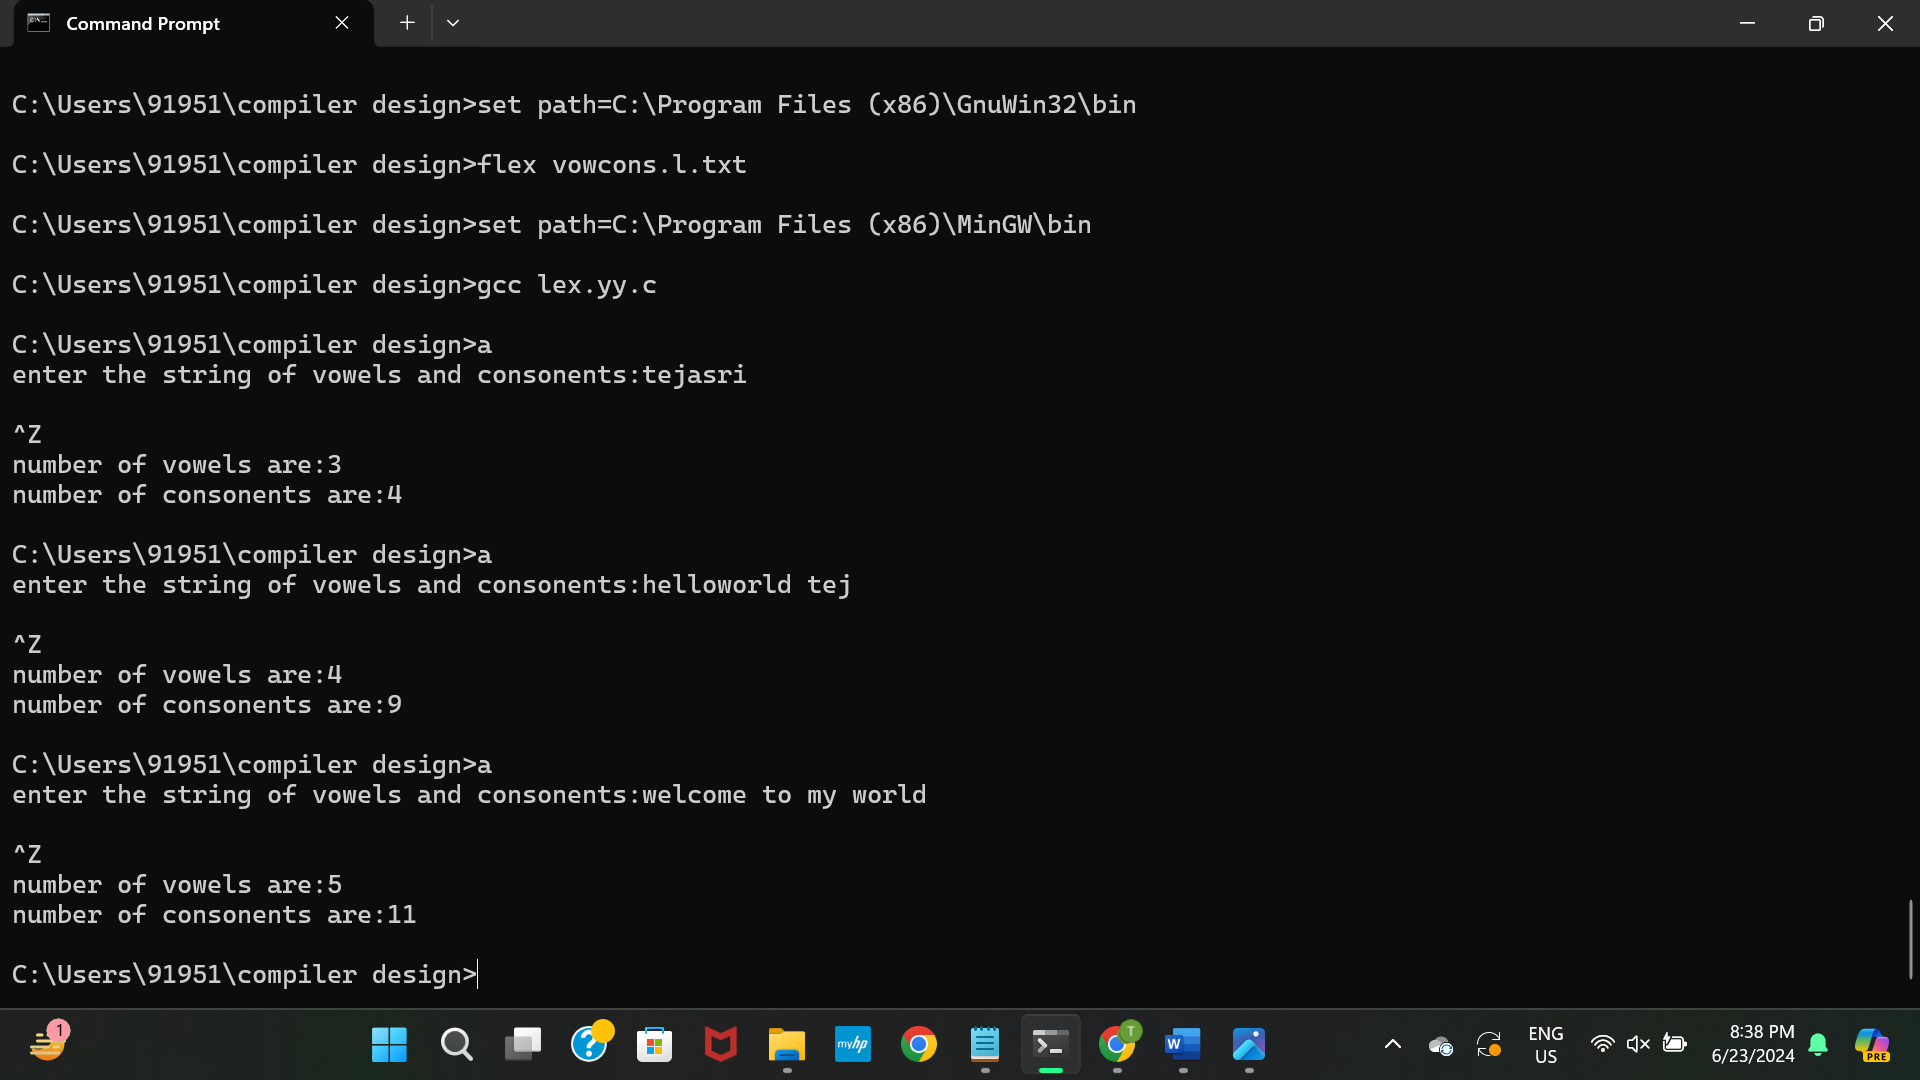 Command Prompt
C:\Users\91951\compiler design>set path=C:\Program Files (x86)\GnuWin32\bin
C:\Users\91951\compiler design>flex vowcons.l.txt
C:\Users\91951\compiler design>set path=C:\Program Files (x86)\MinGW\bin
C:\Users\91951\compiler design>gcc lex.yy.c
C:\Users\91951\compiler design>a
enter the string of vowels and consonents:tejasri
^Z
number of vowels are:3
number of consonents are:4
C:\Users\91951\compiler design>a
enter the string of vowels and consonents:helloworld tej
^Z
number of vowels are:4
number of consonents are:9
C:\Users\91951\compiler design>a
enter the string of vowels and consonents:welcome to my world
^Z
number of vowels are:5
number of consonents are:11
C:\Users\91951\compiler design>
1
myhp
T
W
ENG
US
8:38 PM
6/23/2024
PRE